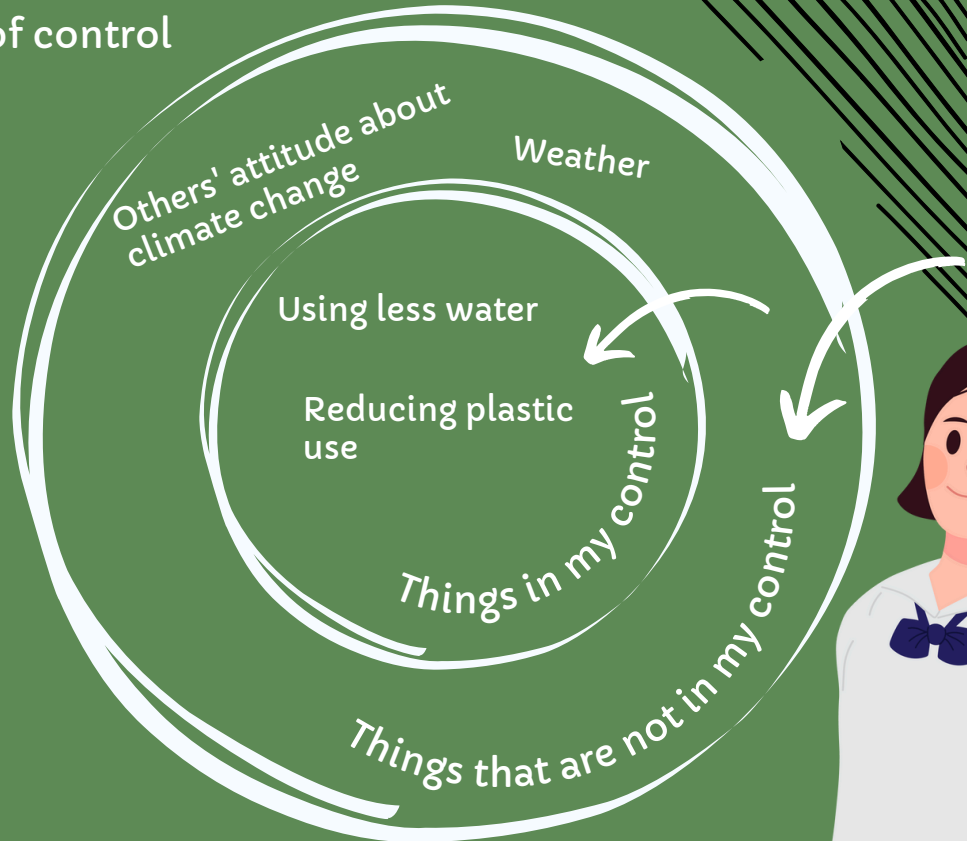 of control
Others' attitude about
climate change
Weather
Using less water
Reducing plastic
use
Things in my control
Things that are not in my control